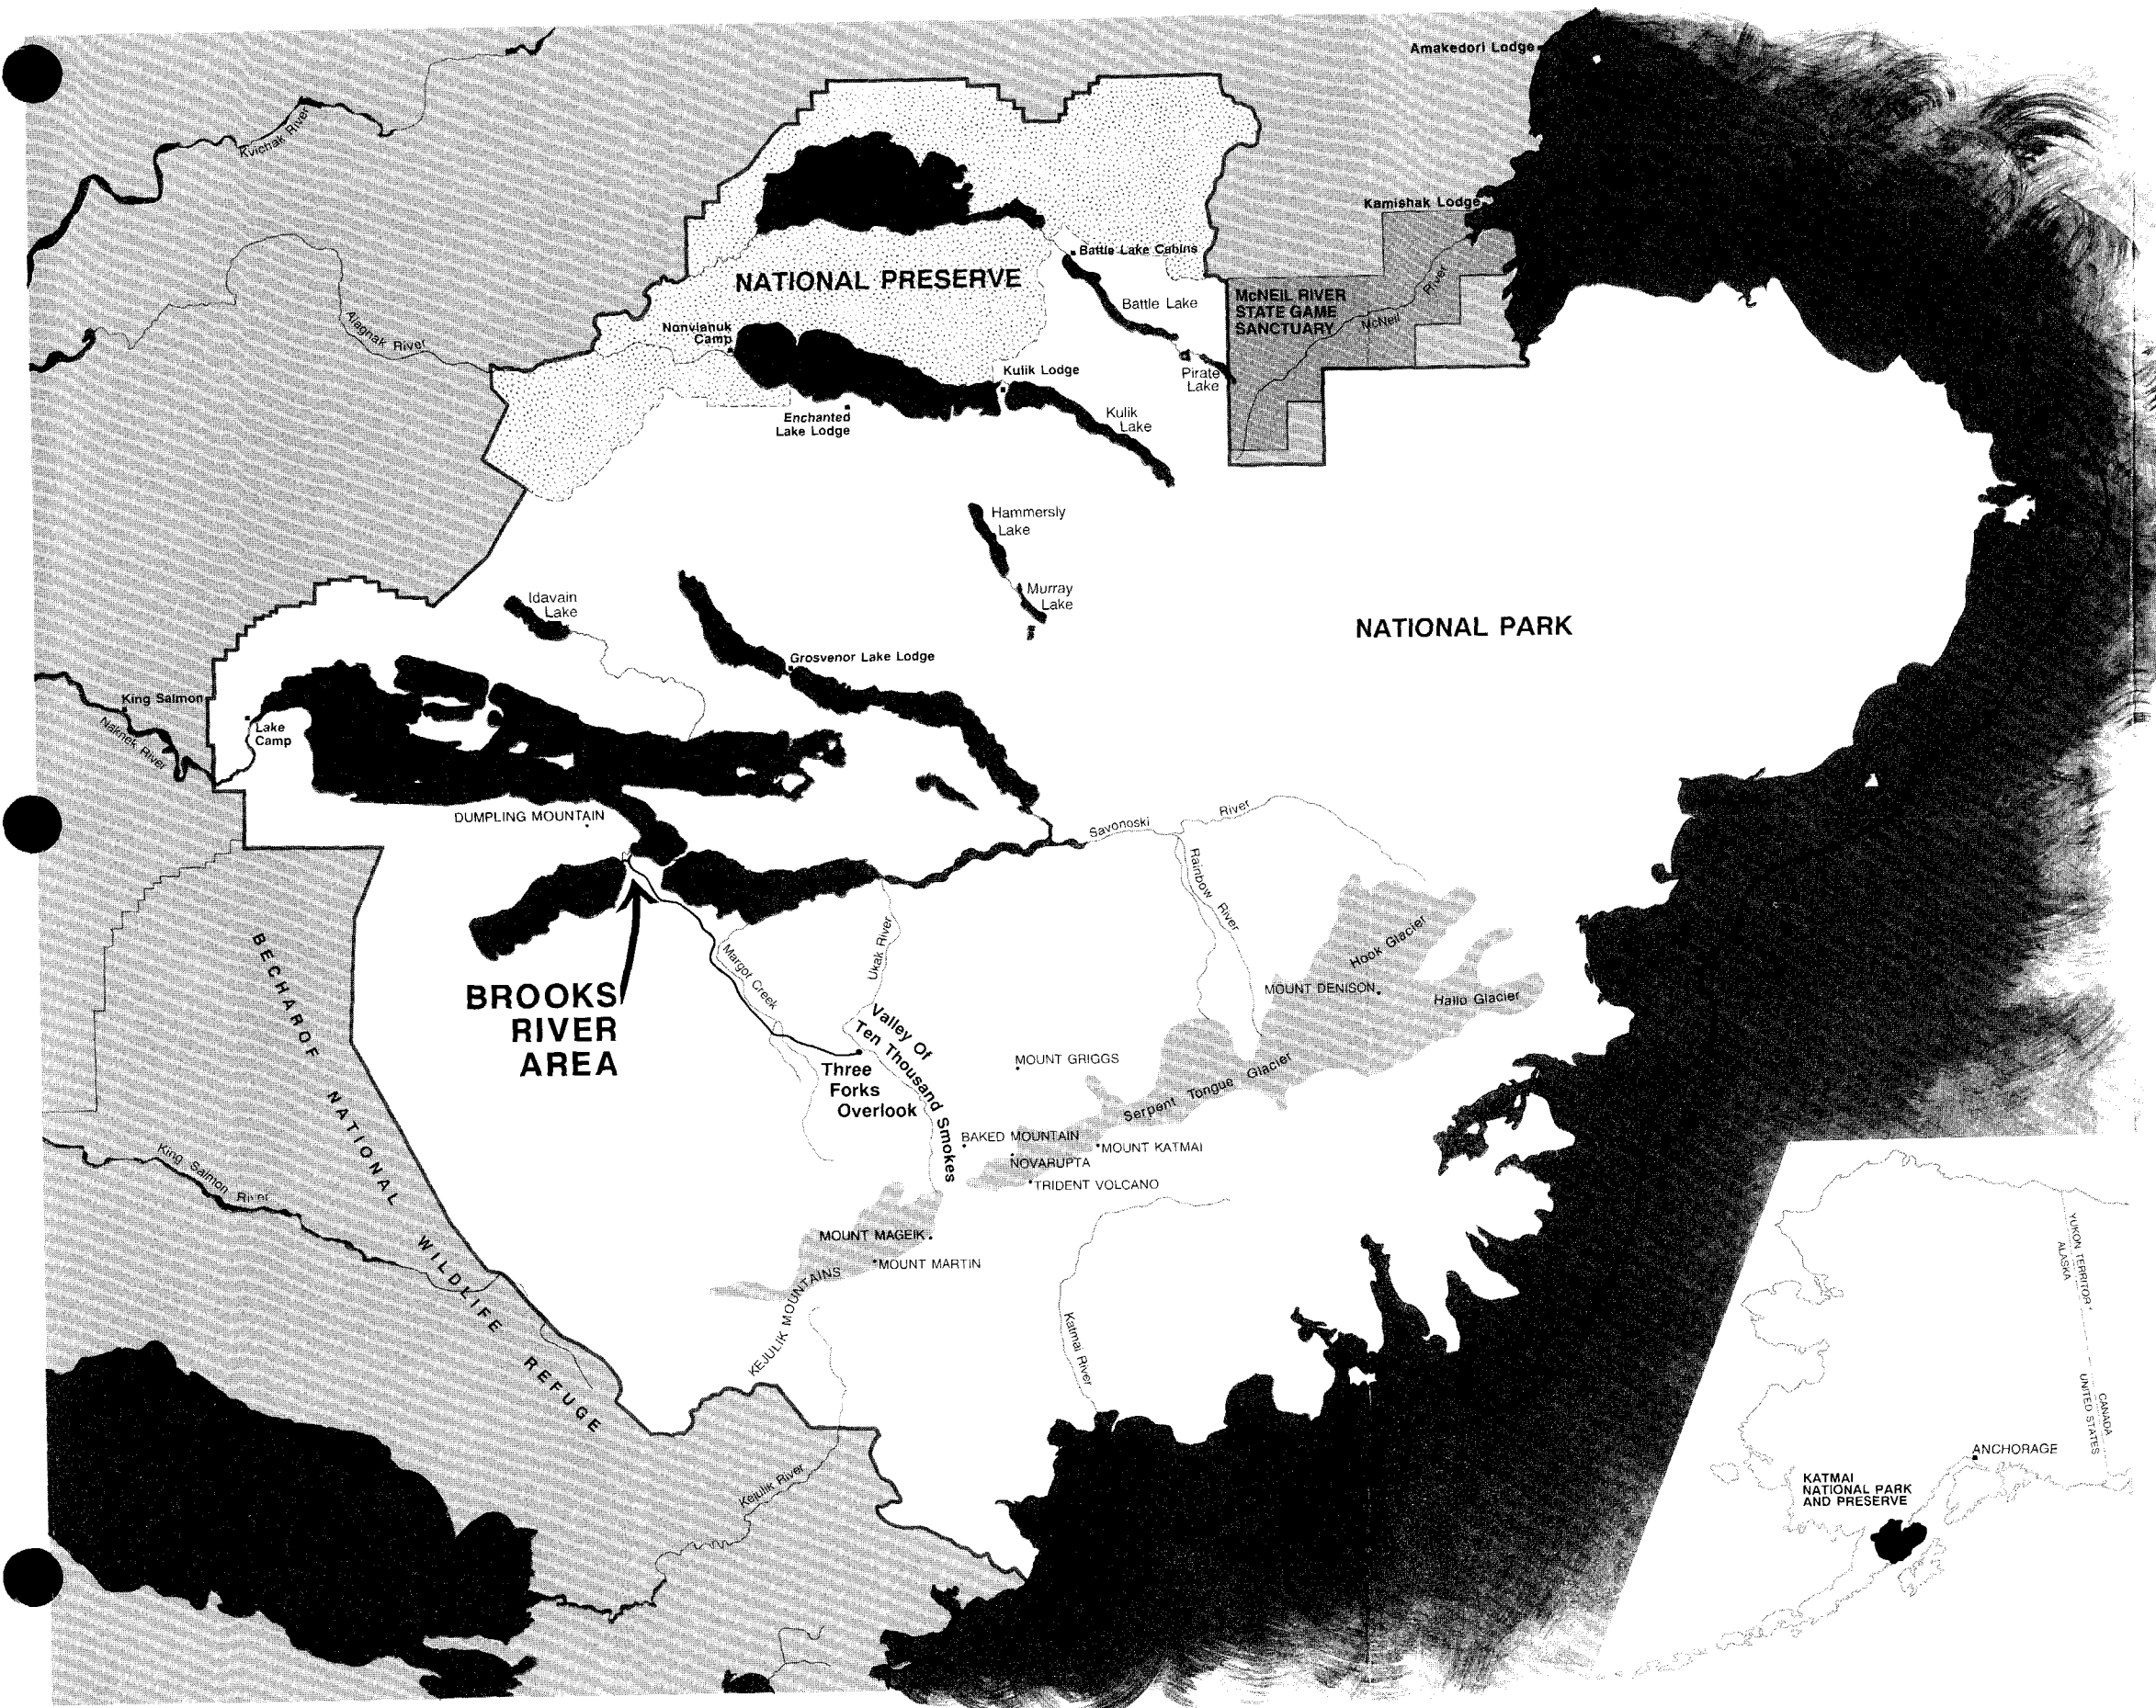 Amakedori Lodge
Kvichak River
Kamishak Lodge
Battle Lake Cabins
NATIONAL PRESERVE
Battle Lake
McNEIL RIVER
STATE GAME
SANCTUARY
McNeil River
Alagnak River
Nonvianuk
Camp
Kulik Lodge
Pirate
Lake
Enchanted
Lake Lodge
Kulik
Lake
Hammersly
Lake
Murray
Lake
Idavain
Lake
NATIONAL PARK
Grosvenor Lake Lodge
King Salmon
Naknek River
Lake
Camp
DUMPLING MOUNTAIN
Savonoski River
Rainbow River
BROOKS
RIVER
AREA
Margot Creek
Ukak River
Hook Glacier
MOUNT DENISON
Hallo Glacier
Valley Of
Ten Thousand Smokes
Three
Forks
Overlook
MOUNT GRIGGS
Serpent Tongue Glacier
BAKED MOUNTAIN
MOUNT KATMAI
NOVARUPTA
TRIDENT VOLCANO
BECHAROF NATIONAL WILDLIFE REFUGE
King Salmon River
MOUNT MAGEIK
MOUNT MARTIN
KEJULIK MOUNTAINS
Katmai River
Kejulik River
YUKON TERRITORY
ALASKA
CANADA
UNITED STATES
ANCHORAGE
KATMAI
NATIONAL PARK
AND PRESERVE